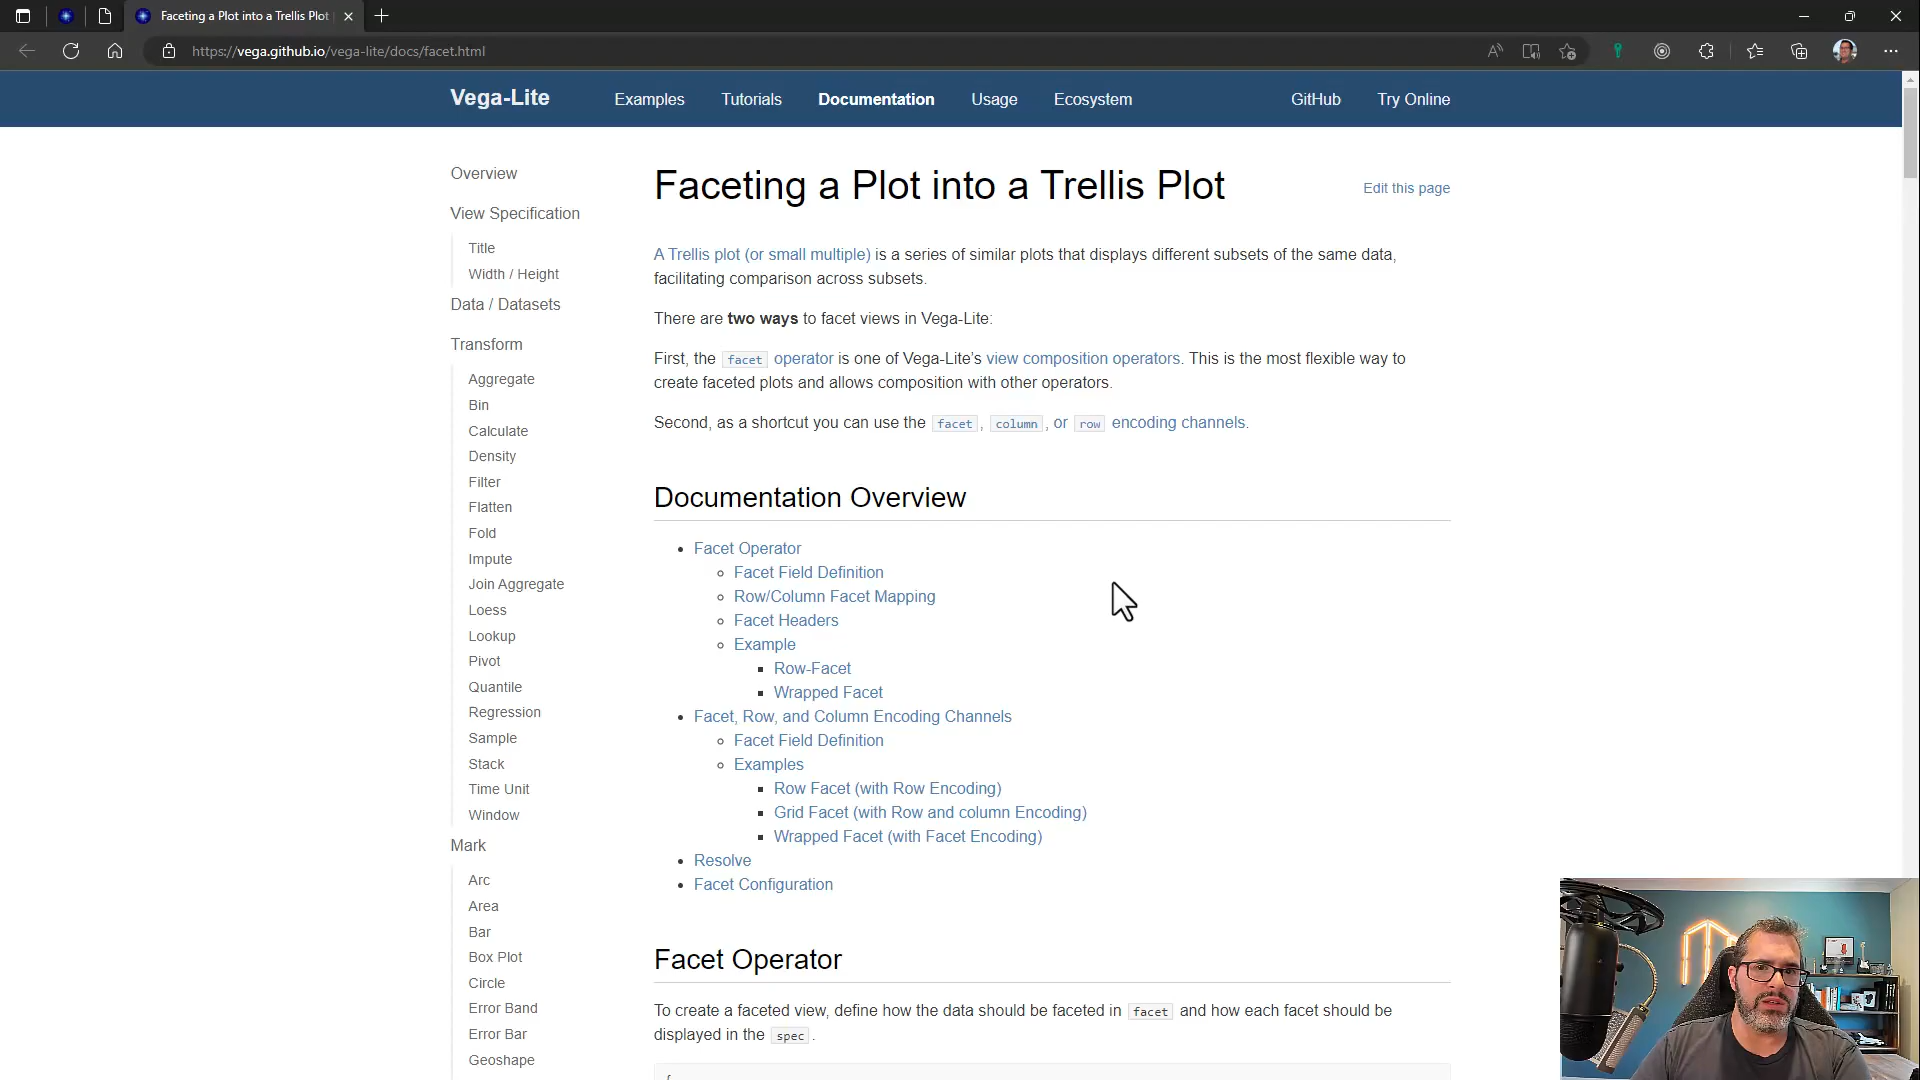 Faceting a Plot into a Trellis Plot
https://vega.github.io/vega-lite/docs/facet.html
Vega-Lite Examples Tutorials Documentation Usage Ecosystem GitHub Try Online
Overview
View Specification
Title
Width / Height
Data / Datasets
Transform
Aggregate
Bin
Calculate
Density
Filter
Flatten
Fold
Impute
Join Aggregate
Loess
Lookup
Pivot
Quantile
Regression
Sample
Stack
Time Unit
Window
Mark
Arc
Area
Bar
Box Plot
Circle
Error Band
Error Bar
Geoshape
Faceting a Plot into a Trellis Plot
Edit this page
A Trellis plot (or small multiple) is a series of similar plots that displays different subsets of the same data,
facilitating comparison across subsets.
There are two ways to facet views in Vega-Lite:
First, the facet operator is one of Vega-Lite’s view composition operators. This is the most flexible way to
create faceted plots and allows composition with other operators.
Second, as a shortcut you can use the facet, column, or row encoding channels.
Documentation Overview
Facet Operator
Facet Field Definition
Row/Column Facet Mapping
Facet Headers
Example
Row-Facet
Wrapped Facet
Facet, Row, and Column Encoding Channels
Facet Field Definition
Examples
Row Facet (with Row Encoding)
Grid Facet (with Row and column Encoding)
Wrapped Facet (with Facet Encoding)
Resolve
Facet Configuration
Facet Operator
To create a faceted view, define how the data should be faceted in facet and how each facet should be
displayed in the spec.
{